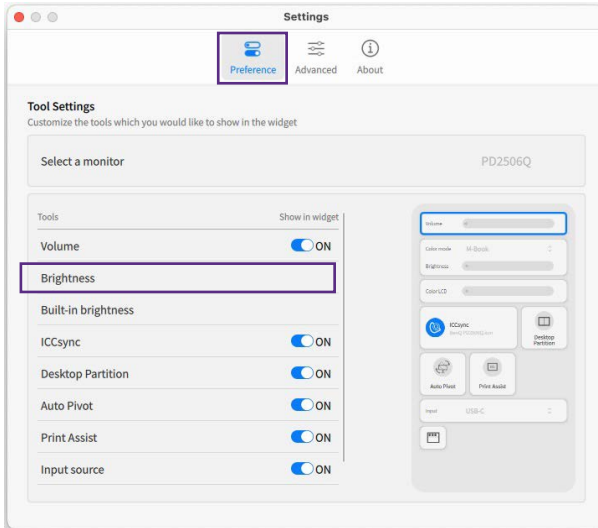 Settings
Preference
Advanced
About
Tool Settings
Customize the tools which you would like to show in the widget
Select a monitor
PD2506Q
Tools
Show in widget
Volume
ON
Brightness
Built-in brightness
ICCsync
ON
Desktop Partition
ON
Auto Pivot
ON
Print Assist
ON
Input source
ON
Volume
Color mode
M-Book
Brightness
Color LCD
ICCsync
Desktop
Partition
Auto Pivot
Print Assist
Input
USB-C